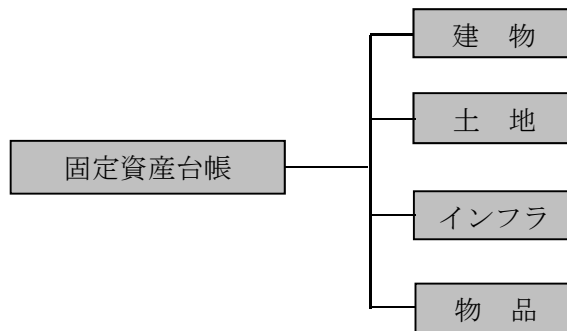 建　物
土　地
固定資産台帳
インフラ
物　品